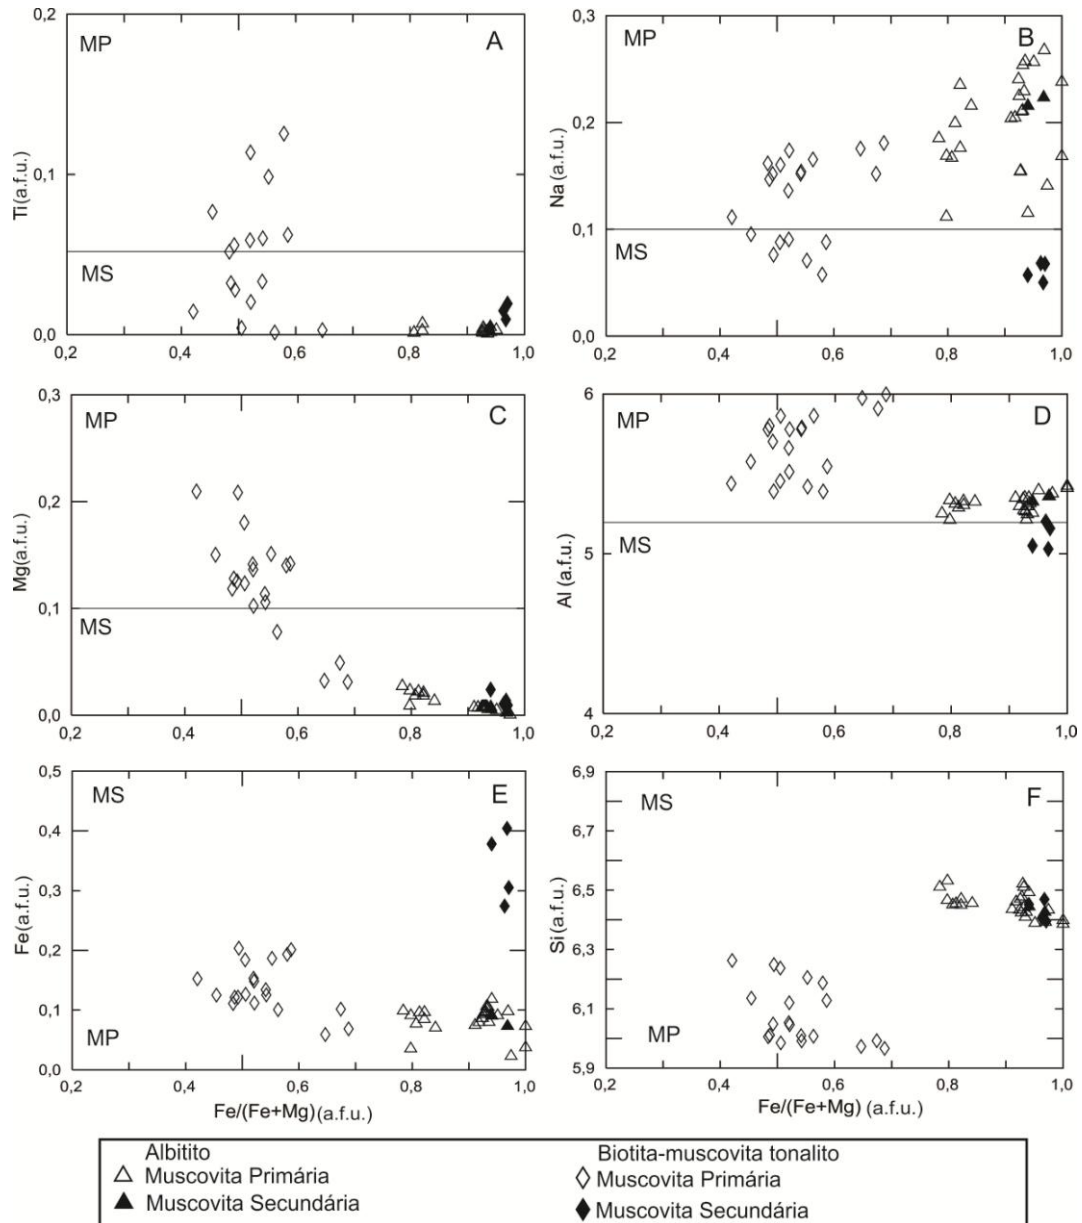 A
MP
MS
Ti(a.f.u.)
0,2
0,1
0,0
0,2 0,4 0,6 0,8 1,0
B
MP
MS
Na(a.f.u.)
0,3
0,2
0,1
0,0
0,2 0,4 0,6 0,8 1,0
C
MP
MS
Mg(a.f.u.)
0,3
0,2
0,1
0,0
0,2 0,4 0,6 0,8 1,0
D
MP
MS
Al (a.f.u.)
6
5
4
0,2 0,4 0,6 0,8 1,0
E
MS
MP
Fe(a.f.u.)
0,5
0,4
0,3
0,2
0,1
0,0
0,2 0,4 0,6 0,8 1,0
Fe/(Fe+Mg) (a.f.u.)
F
MS
MP
Si(a.f.u.)
6,9
6,7
6,5
6,3
6,1
5,9
0,2 0,4 0,6 0,8 1,0
Fe/(Fe+Mg) (a.f.u.)
Albitito
Muscovita Primária
Muscovita Secundária
Biotita-muscovita tonalito
Muscovita Primária
Muscovita Secundária